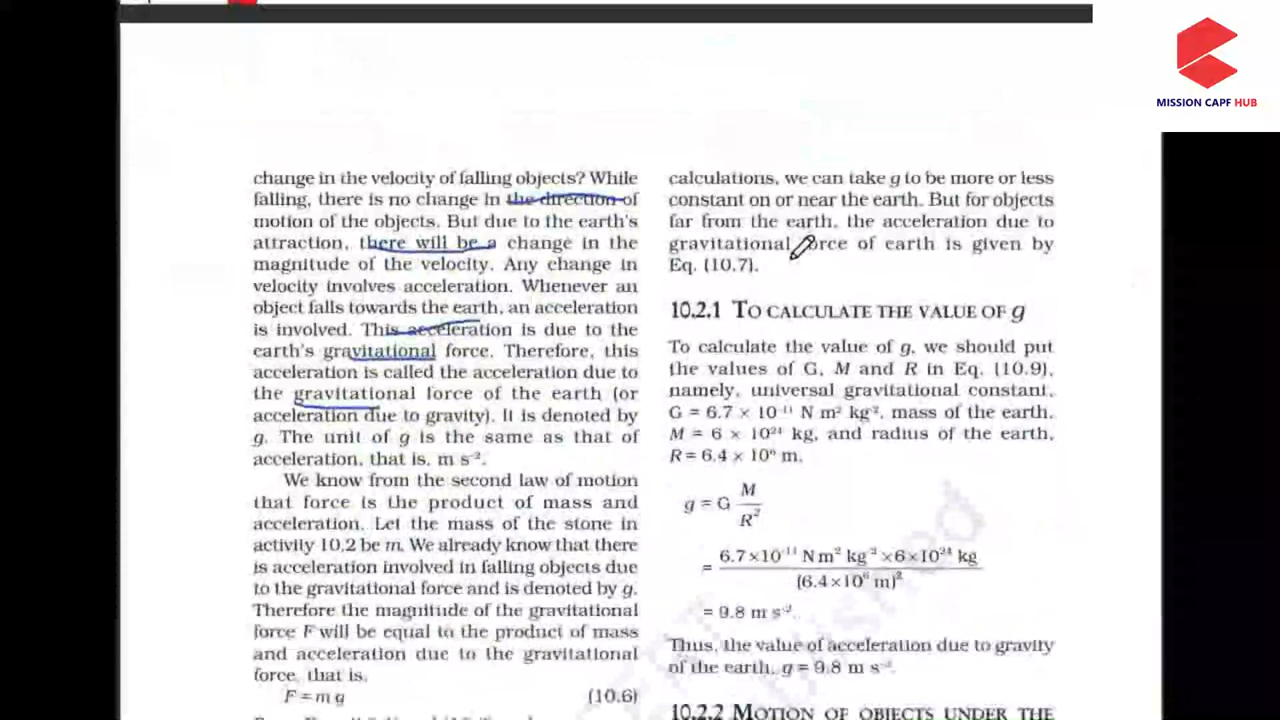 MISSION CAPF HUB
change in the velocity of falling objects? While
falling, there is no change in the direction of
motion of the objects. But due to the earth's
attraction, there will be a change in the
magnitude of the velocity. Any change in
velocity involves acceleration. Whenever an
object falls towards the earth, an acceleration
is involved. This acceleration is due to the
earth's gravitational force. Therefore, this
acceleration is called the acceleration due to
the gravitational force of the earth (or
acceleration due to gravity). It is denoted by
g. The unit of g is the same as that of
acceleration, that is, m s⁻².
We know from the second law of motion
that force is the product of mass and
acceleration. Let the mass of the stone in
activity 10.2 be m. We already know that there
is acceleration involved in falling objects due
to the gravitational force and is denoted by g.
Therefore the magnitude of the gravitational
force F will be equal to the product of mass
and acceleration due to the gravitational
force, that is,
F = m g (10.6)
calculations, we can take g to be more or less
constant on or near the earth. But for objects
far from the earth, the acceleration due to
gravitational force of earth is given by
Eq. (10.7).
10.2.1 TO CALCULATE THE VALUE OF g
To calculate the value of g, we should put
the values of G, M and R in Eq. (10.9),
namely, universal gravitational constant,
G = 6.7 × 10⁻¹¹ N m² kg⁻², mass of the earth,
M = 6 × 10²⁴ kg, and radius of the earth,
R = 6.4 × 10⁶ m.
g = G M
R²
= 6.7 × 10⁻¹¹ N m² kg⁻² × 6 × 10²⁴ kg
(6.4 × 10⁶ m)²
= 9.8 m s⁻².
Thus, the value of acceleration due to gravity
of the earth, g = 9.8 m s⁻².
10.2.2 MOTION OF OBJECTS UNDER THE